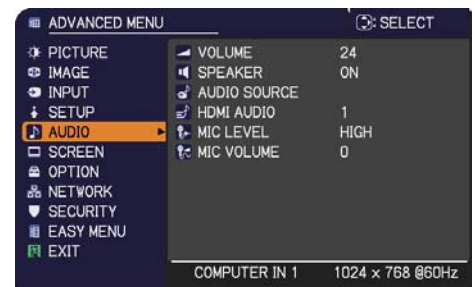 ADVANCED MENU : SELECT
PICTURE VOLUME 24
IMAGE SPEAKER ON
INPUT AUDIO SOURCE
SETUP HDMI AUDIO 1
AUDIO MIC LEVEL HIGH
SCREEN MIC VOLUME 0
OPTION
NETWORK
SECURITY
EASY MENU
EXIT
COMPUTER IN 1 1024 x 768 @60Hz